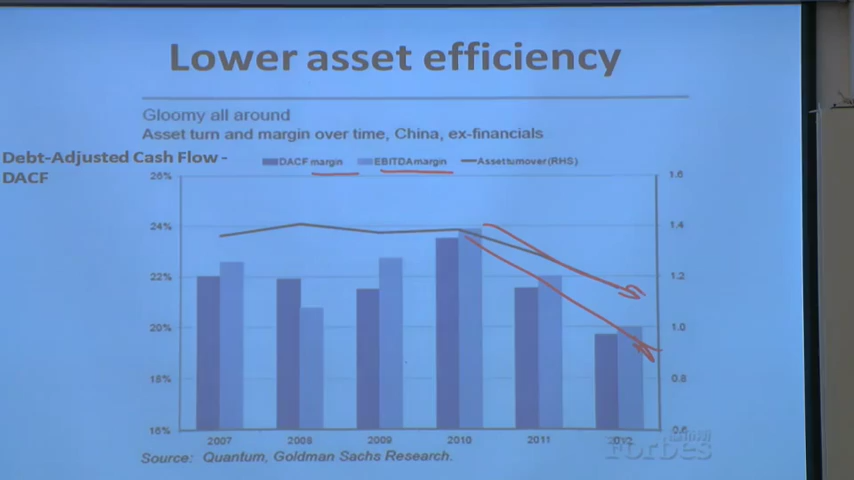 Lower asset efficiency
Gloomy all around
Asset turn and margin over time, China, ex-financials
Debt-Adjusted Cash Flow -
DACF
DACF margin EBITDA margin Asset turnover (RHS)
26% 1.6
24% 1.4
22% 1.2
20% 1.0
18% 0.8
16% 0.6
2007 2008 2009 2010 2011
Forbes
Source: Quantum, Goldman Sachs Research.